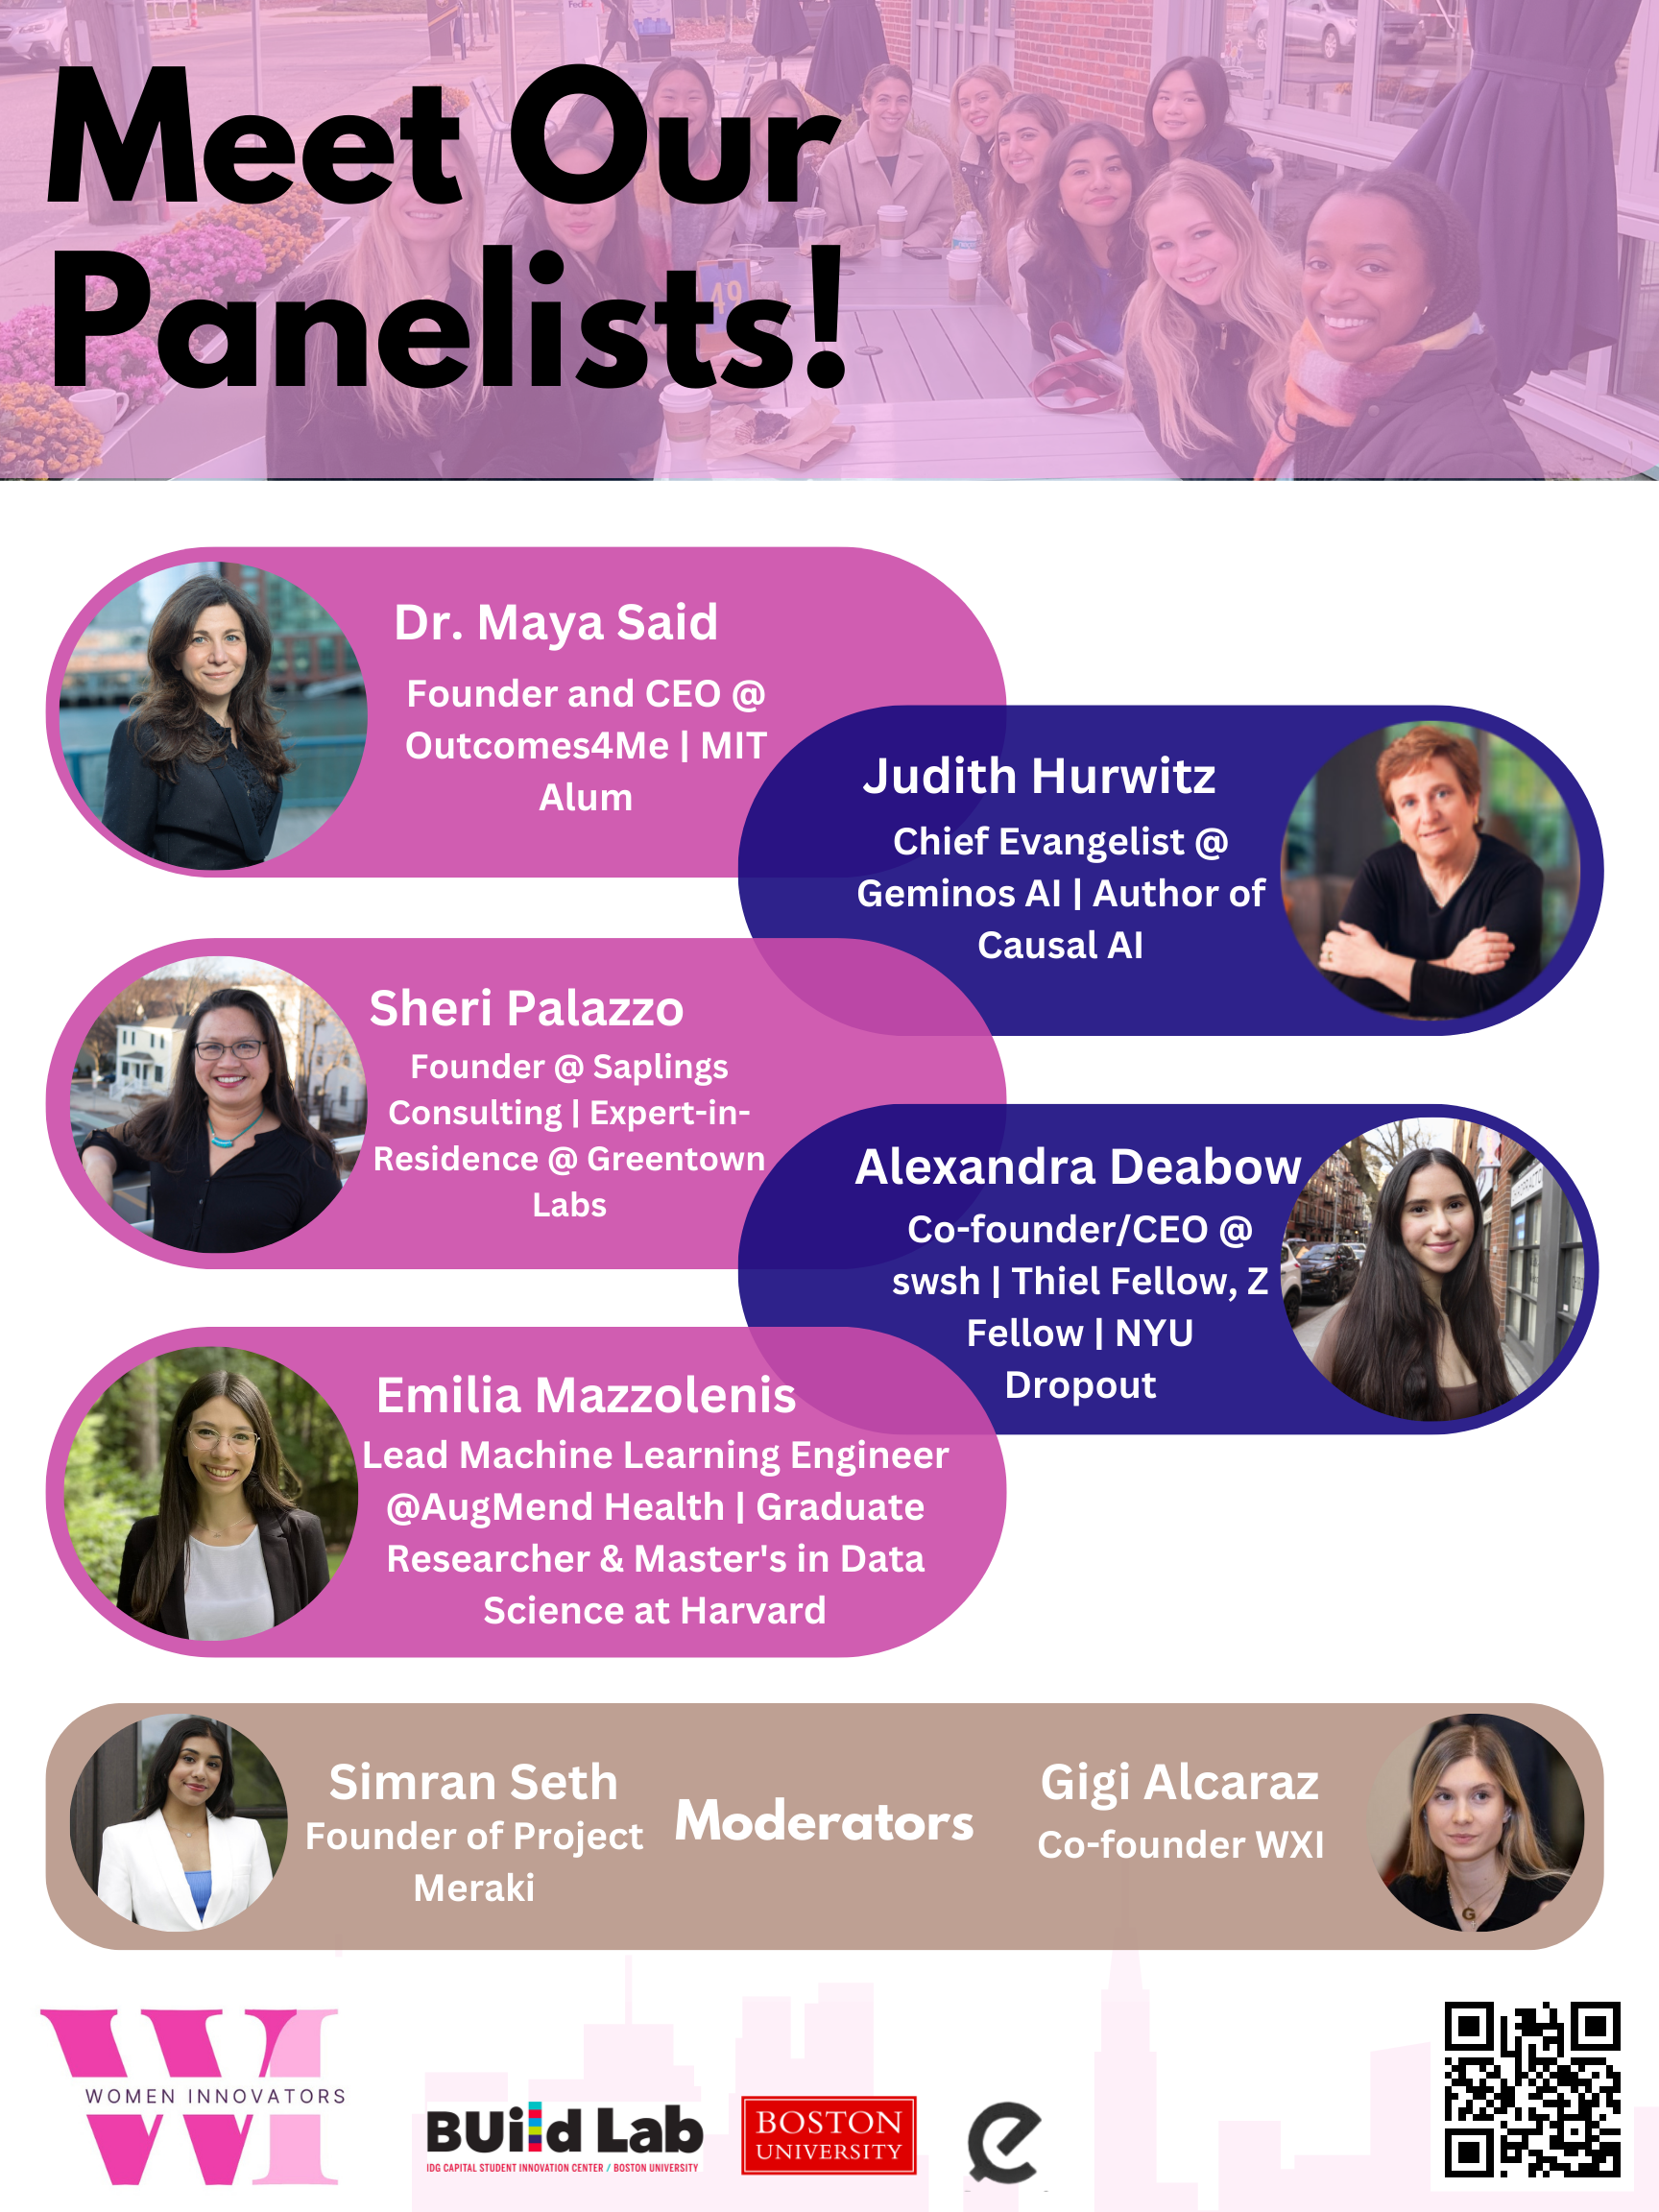 FedEx
Meet Our
Panelists!
49
Dr. Maya Said
Founder and CEO @
Outcomes4Me | MIT
Alum
Judith Hurwitz
Chief Evangelist @
Geminos AI | Author of
Causal AI
Sheri Palazzo
Founder @ Saplings
Consulting | Expert-in-
Residence @ Greentown
Labs
Alexandra Deabow
Co-founder/CEO @
swsh | Thiel Fellow, Z
Fellow | NYU
Dropout
Emilia Mazzolenis
Lead Machine Learning Engineer
@AugMend Health | Graduate
Researcher & Master's in Data
Science at Harvard
Simran Seth
Founder of Project
Meraki
Moderators
Gigi Alcaraz
Co-founder WXI
G
WI
WOMEN INNOVATORS
BUild Lab
IDG CAPITAL STUDENT INNOVATION CENTER / BOSTON UNIVERSITY
BOSTON
UNIVERSITY
e